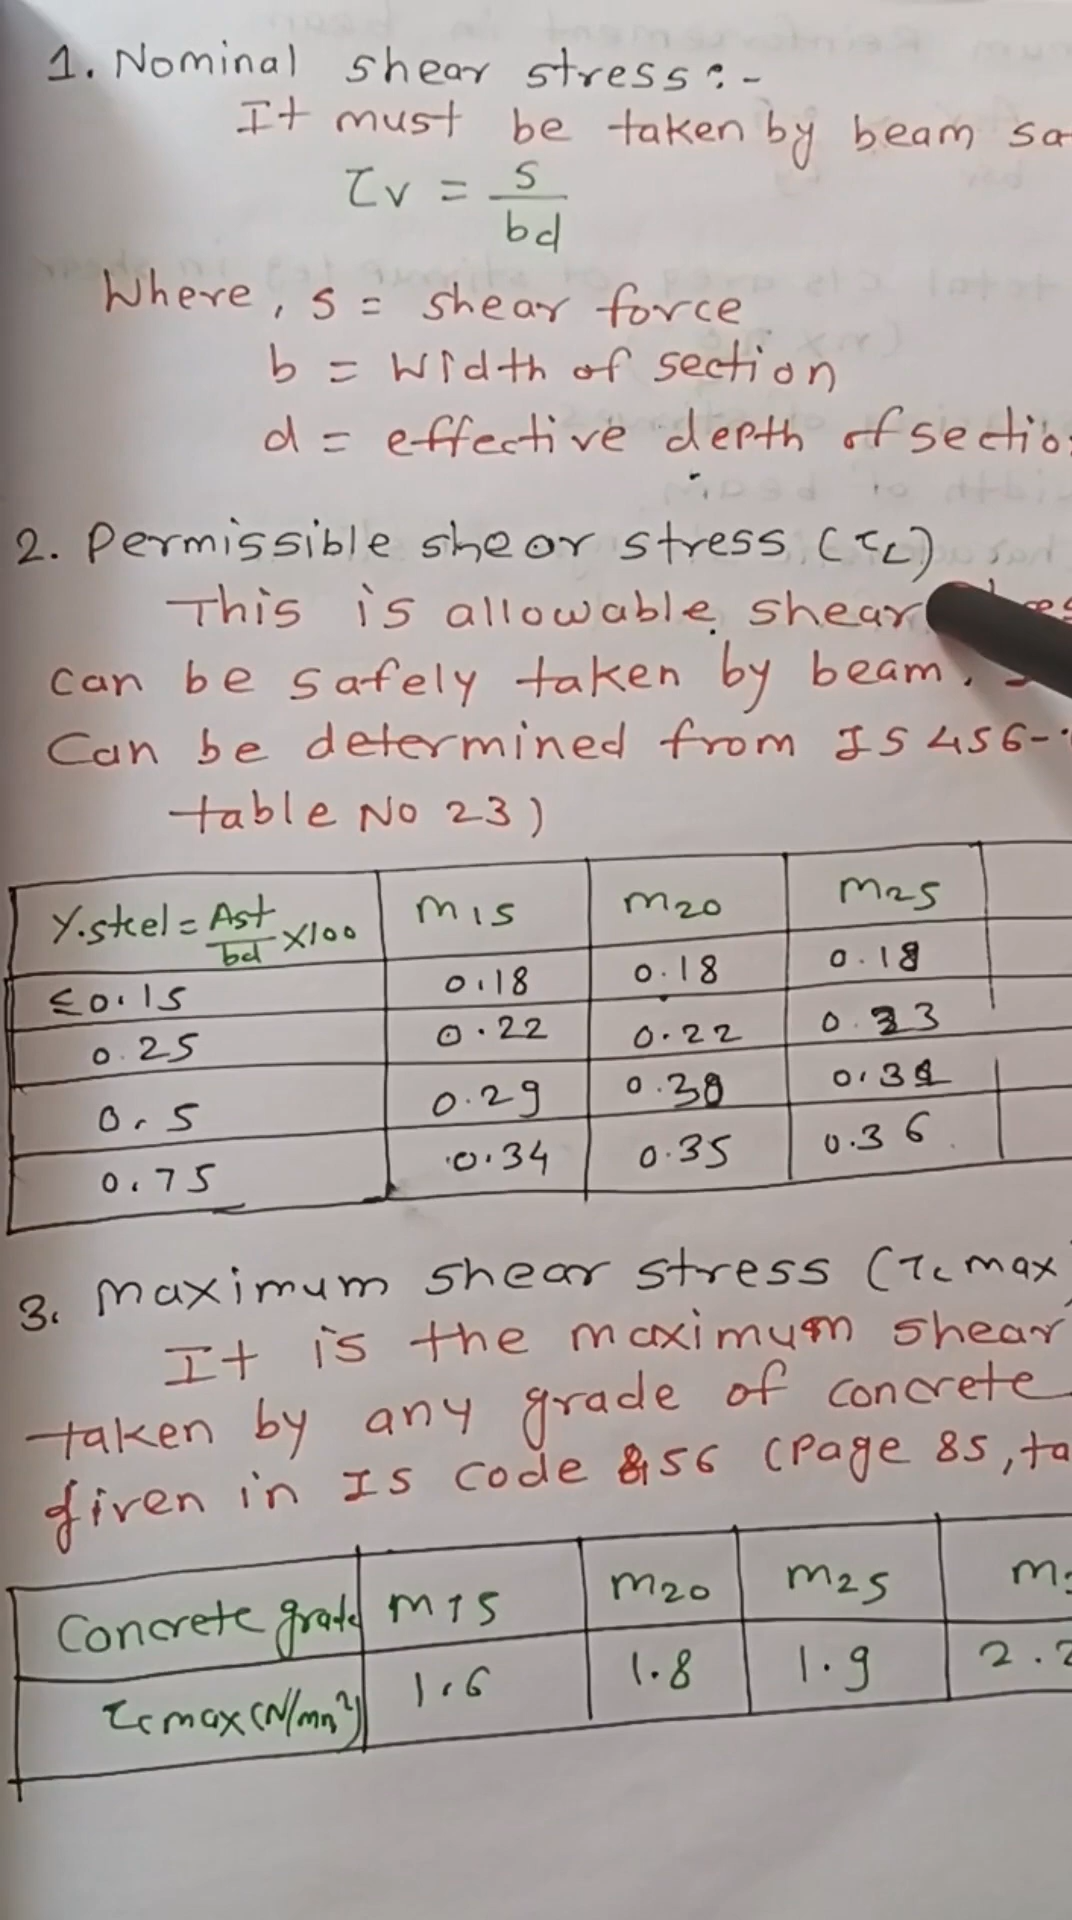 1. Nominal shear stress :-
It must be taken by beam sa
τv = s/bd
Where, s = shear force
b = width of section
d = effective depth of sectio
2. Permissible shear stress (τc)
This is allowable shear
can be safely taken by beam.
Can be determined from IS 456-
table No 23)
%steel = Ast/bd ×100 M15 M20 M25
≤0.15 0.18 0.18 0.18
0.25 0.22 0.22 0.23
0.5 0.29 0.30
0.75 0.34 0.35 0.36
3. Maximum shear stress (τc max
It is the maximum shear
taken by any grade of concrete
given in IS Code 456 (Page 85, ta
Concrete grade M15 M20 M25 M
τc max (N/mm²) 1.6 1.8 1.9 2.